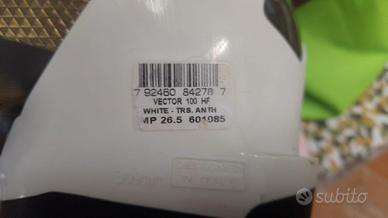 7 92460 84278 7
VECTOR 100 HF
WHITE - TRS. ANTH
MP 26.5 601085
subito